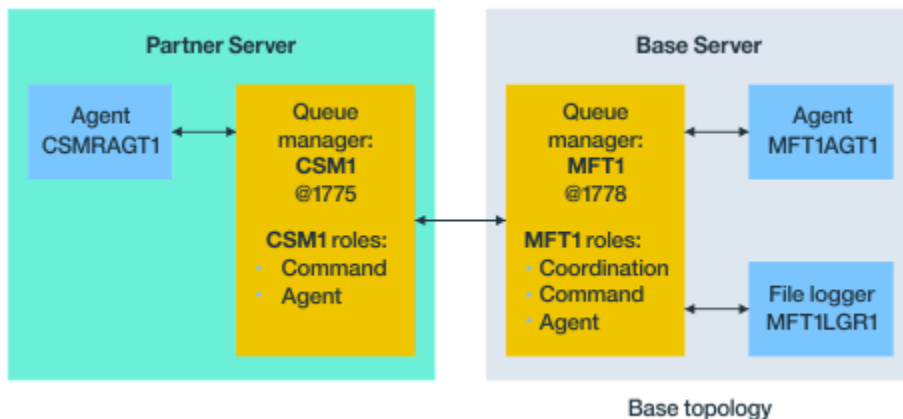 Partner Server
Agent
CSMRAGT1
Queue
manager:
CSM1
@1775
CSM1 roles:
• Command
• Agent
Base Server
Queue
manager:
MFT1
@1778
MFT1 roles:
• Coordination
• Command
• Agent
Agent
MFT1AGT1
File logger
MFT1LGR1
Base topology